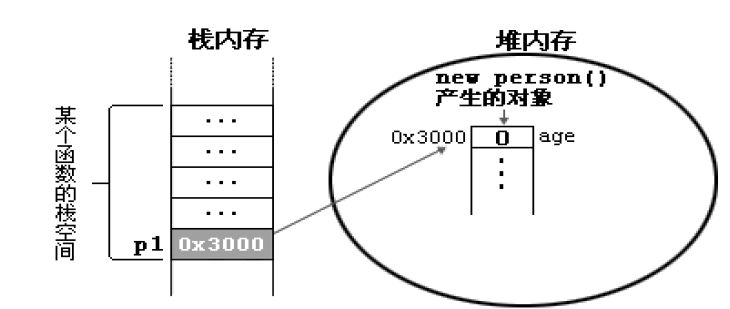 栈内存
堆内存
new person()
产生的对象
0x3000 0 age
某个函数的栈空间
...
...
...
...
p1 0x3000